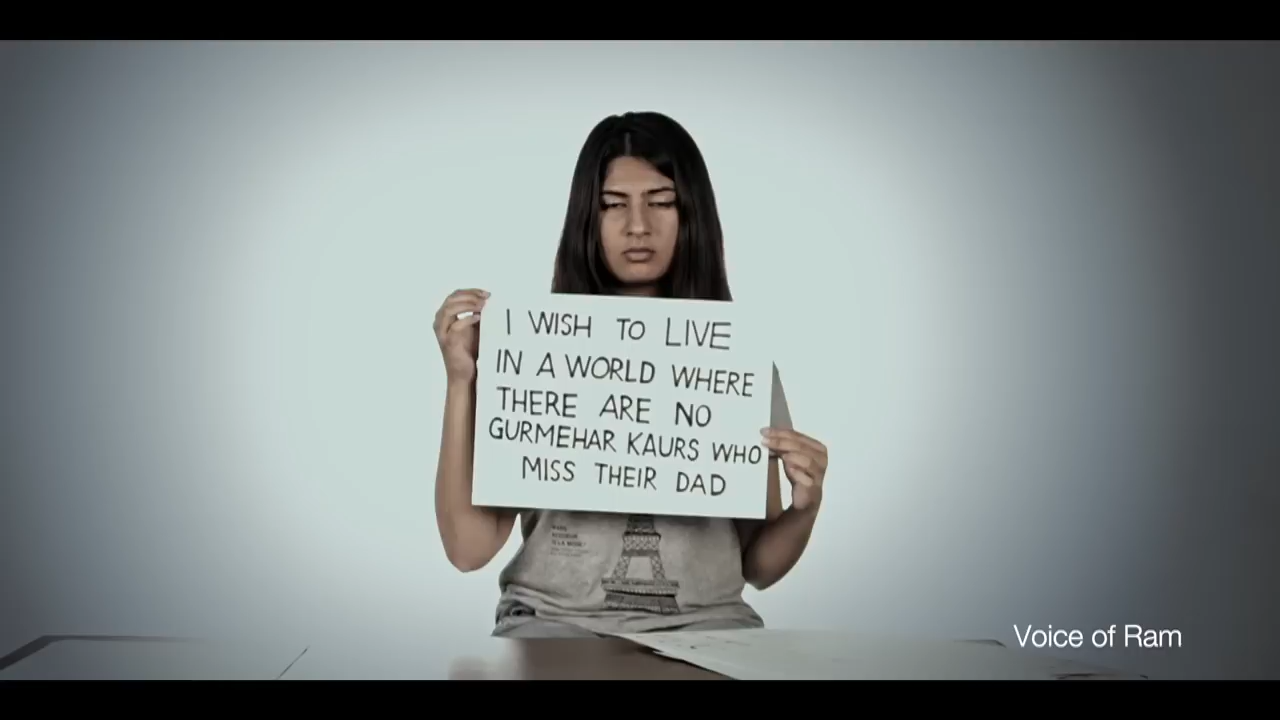 I WISH TO LIVE
IN A WORLD WHERE
THERE ARE NO
GURMEHAR KAURS WHO
MISS THEIR DAD
Voice of Ram